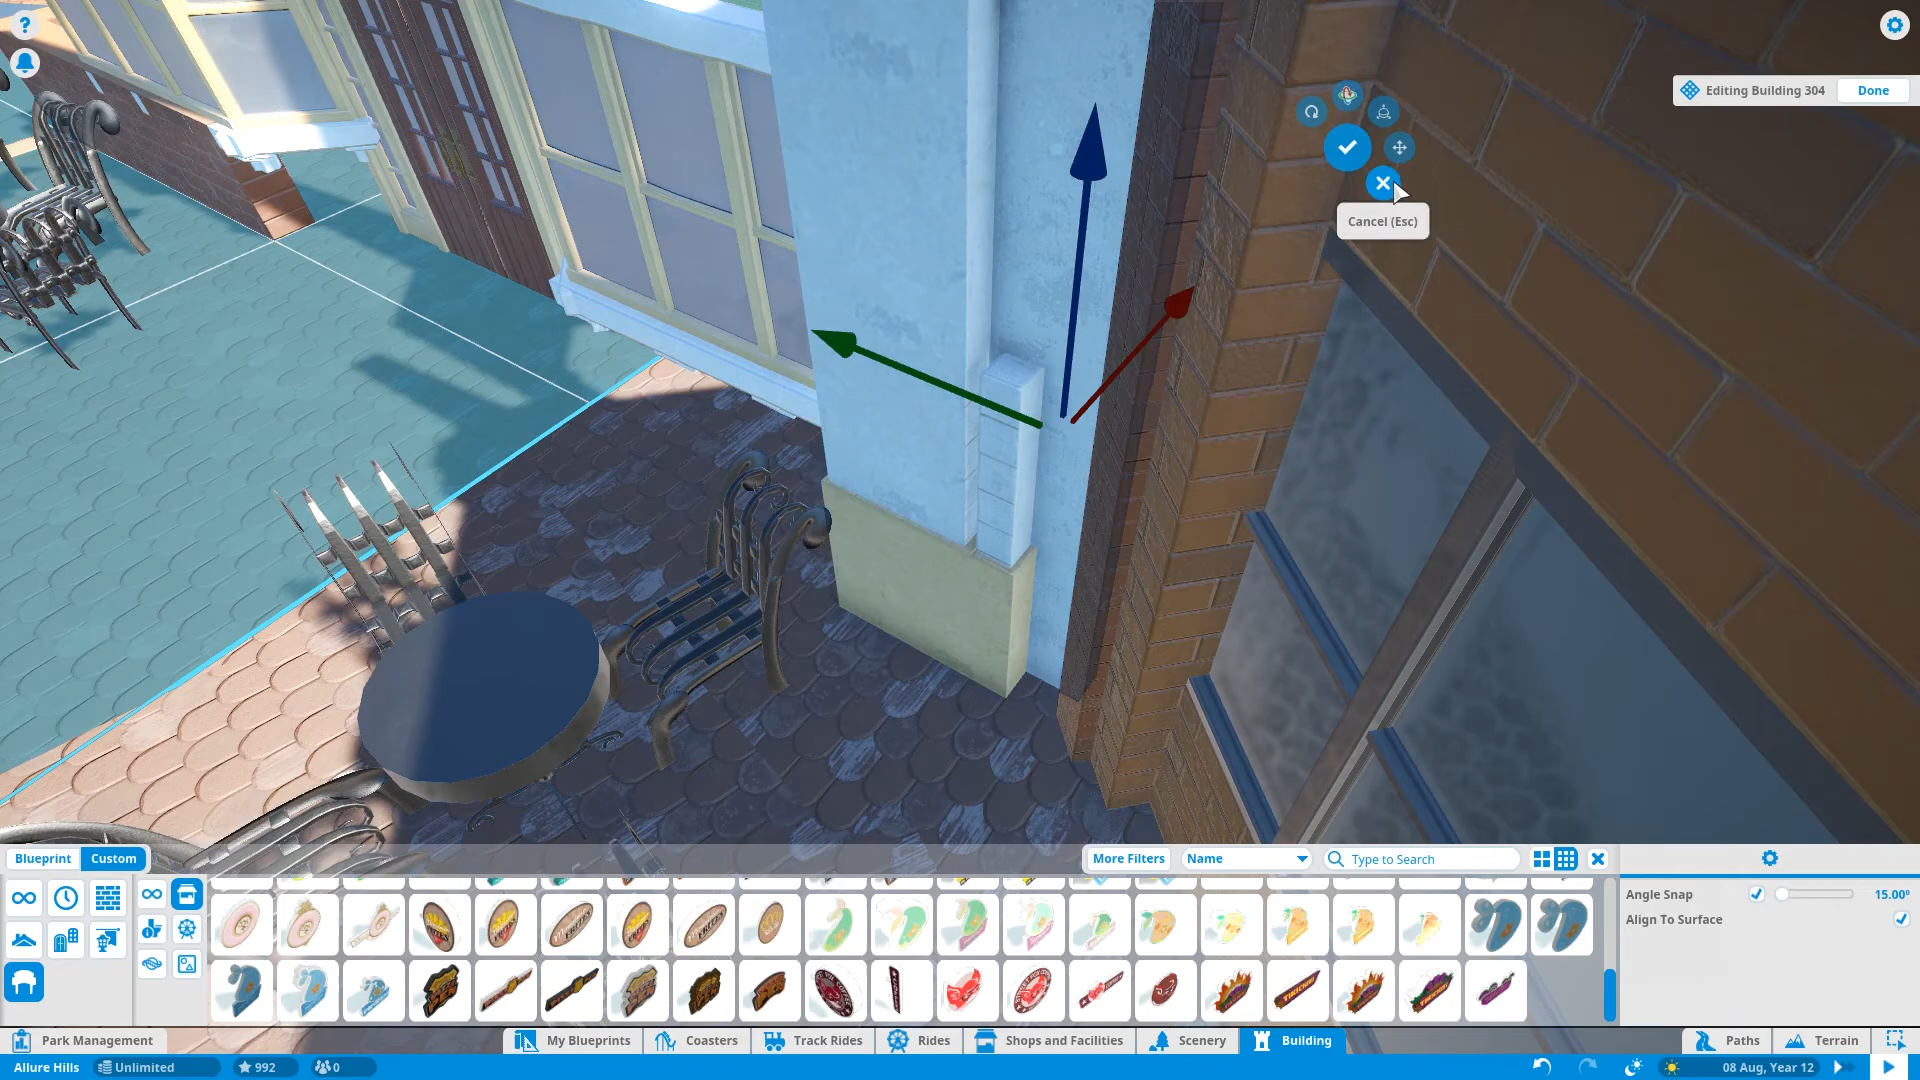 ?
Editing Building 304
Done
Cancel (Esc)
Blueprint
Custom
More Filters
Name
Type to Search
Angle Snap
15.00°
Align To Surface
Park Management
My Blueprints
Coasters
Track Rides
Rides
Shops and Facilities
Scenery
Building
Paths
Terrain
Allure Hills
Unlimited
992
0
08 Aug, Year 12